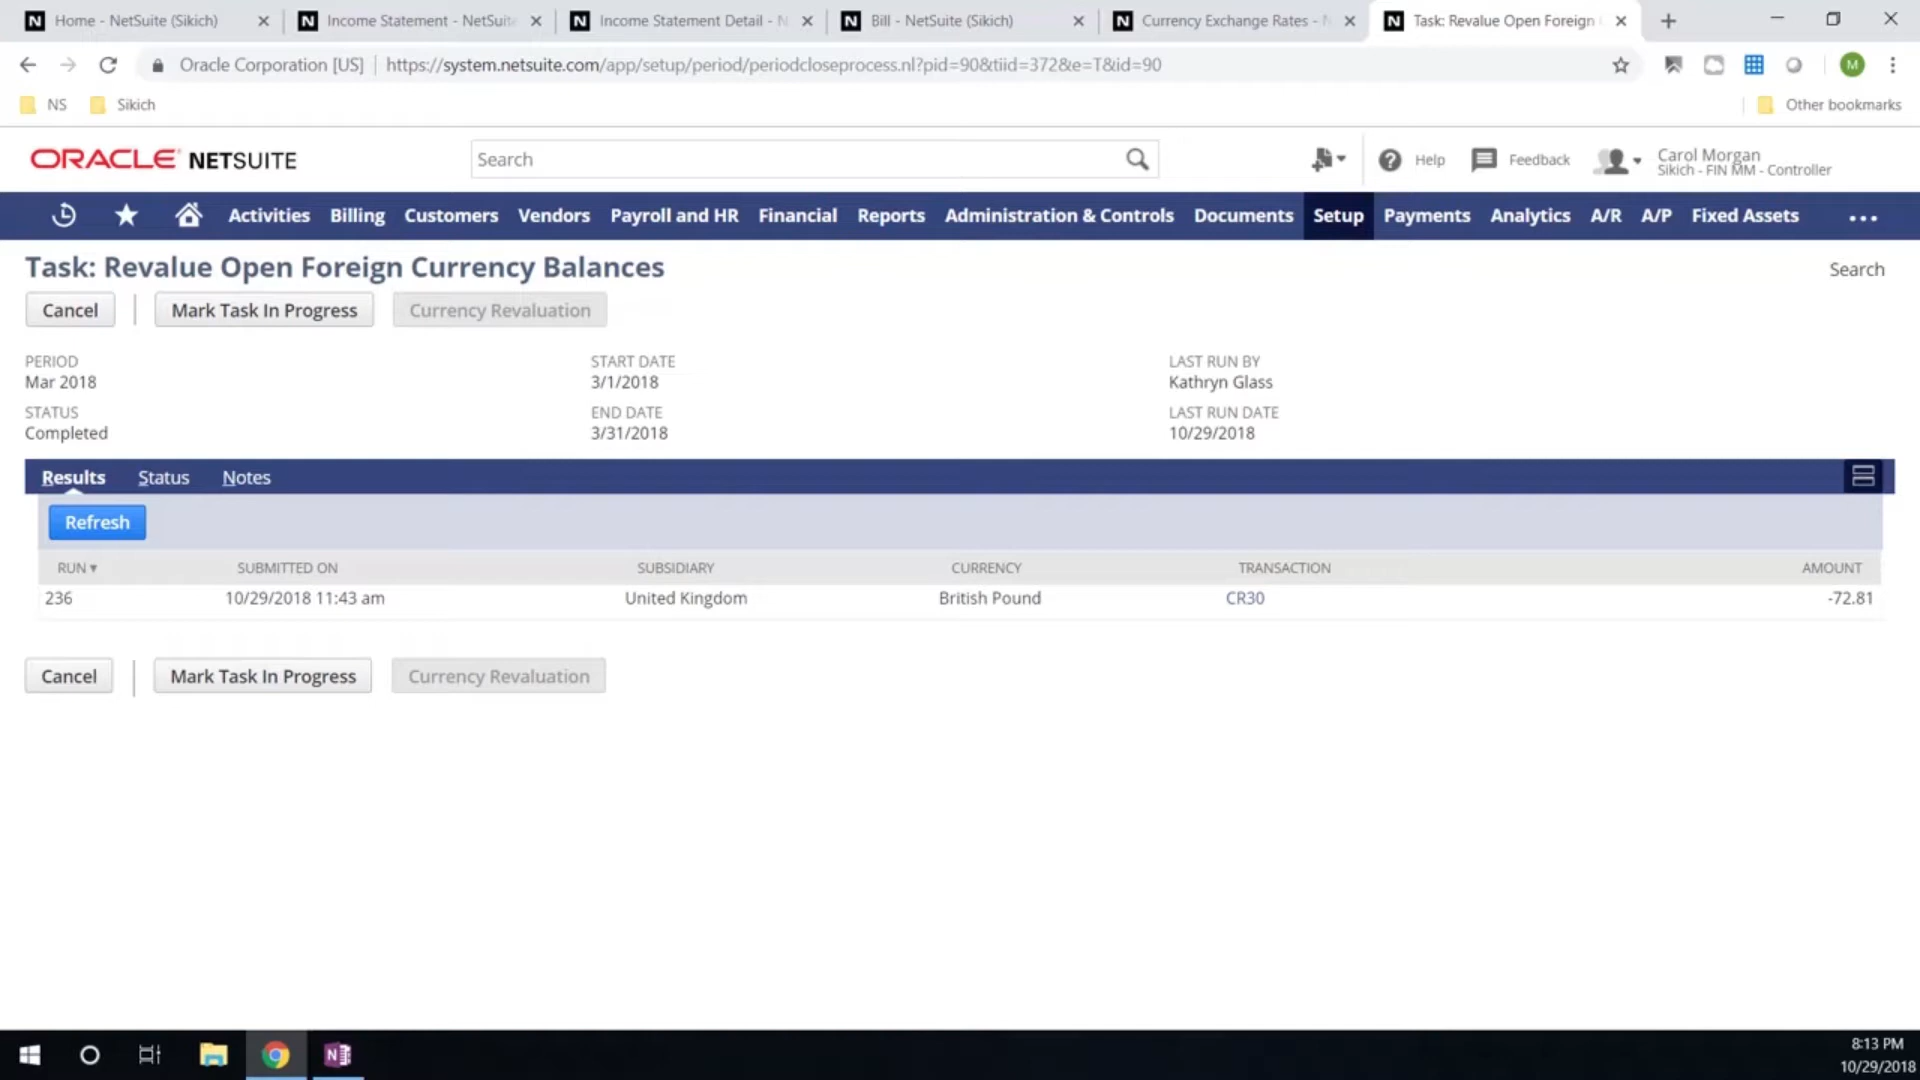 Home - NetSuite (Sikich)
Income Statement - NetSuite
Income Statement Detail - N
Bill - NetSuite (Sikich)
Currency Exchange Rates - N
Task: Revalue Open Foreign
Oracle Corporation [US]
https://system.netsuite.com/app/setup/period/periodcloseprocess.nl?pid=90&tiid=372&e=T&id=90
M
NS
Sikich
Other bookmarks
ORACLE NETSUITE
Search
Help
Feedback
Carol Morgan
Sikich - FIN MM - Controller
Activities Billing Customers Vendors Payroll and HR Financial Reports Administration & Controls Documents Setup Payments Analytics A/R A/P Fixed Assets ...
Task: Revalue Open Foreign Currency Balances
Search
Cancel
Mark Task In Progress
Currency Revaluation
PERIOD
Mar 2018
STATUS
Completed
START DATE
3/1/2018
END DATE
3/31/2018
LAST RUN BY
Kathryn Glass
LAST RUN DATE
10/29/2018
Results Status Notes
Refresh
RUN ▼ SUBMITTED ON SUBSIDIARY CURRENCY TRANSACTION AMOUNT
236 10/29/2018 11:43 am United Kingdom British Pound CR30 -72.81
Cancel
Mark Task In Progress
Currency Revaluation
8:13 PM
10/29/2018